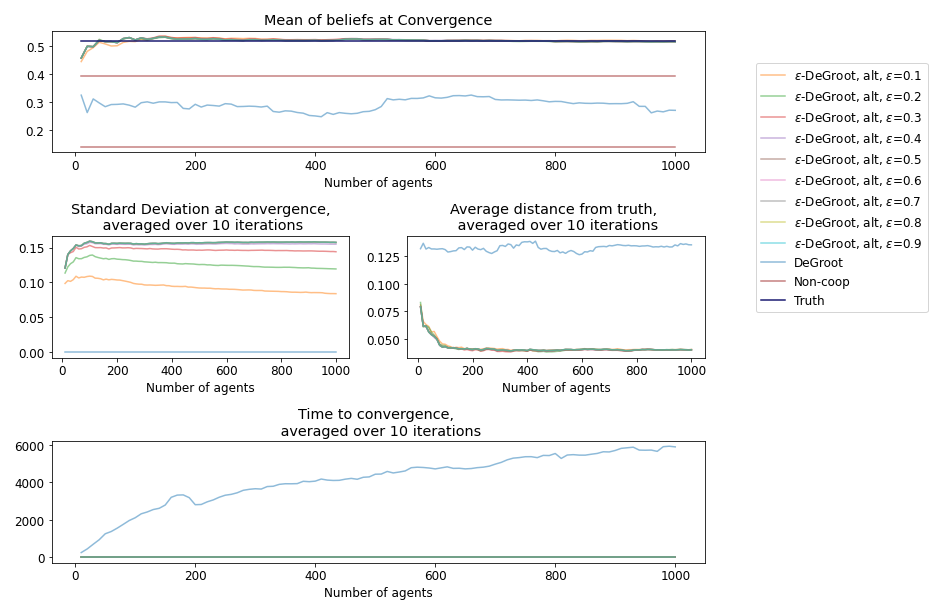 Mean of beliefs at Convergence
0.5
0.4
0.3
0.2
0 200 400 600 800 1000
Number of agents
Standard Deviation at convergence,
averaged over 10 iterations
0.15
0.10
0.05
0.00
0 200 400 600 800 1000
Number of agents
Average distance from truth,
averaged over 10 iterations
0.125
0.100
0.075
0.050
0 200 400 600 800 1000
Number of agents
Time to convergence,
averaged over 10 iterations
6000
4000
2000
0
0 200 400 600 800 1000
Number of agents
ε-DeGroot, alt, ε=0.1
ε-DeGroot, alt, ε=0.2
ε-DeGroot, alt, ε=0.3
ε-DeGroot, alt, ε=0.4
ε-DeGroot, alt, ε=0.5
ε-DeGroot, alt, ε=0.6
ε-DeGroot, alt, ε=0.7
ε-DeGroot, alt, ε=0.8
ε-DeGroot, alt, ε=0.9
DeGroot
Non-coop
Truth